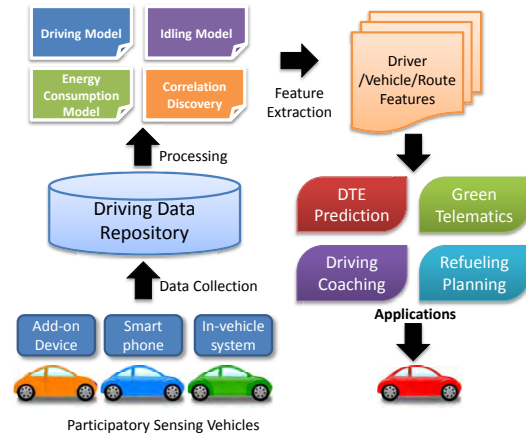 Driving Model
Idling Model
Energy
Consumption
Model
Correlation
Discovery
Feature
Extraction
Driver
/Vehicle/Route
Features
Processing
Driving Data
Repository
Data Collection
Add-on
Device
Smart
phone
In-vehicle
system
Participatory Sensing Vehicles
DTE
Prediction
Green
Telematics
Driving
Coaching
Refueling
Planning
Applications